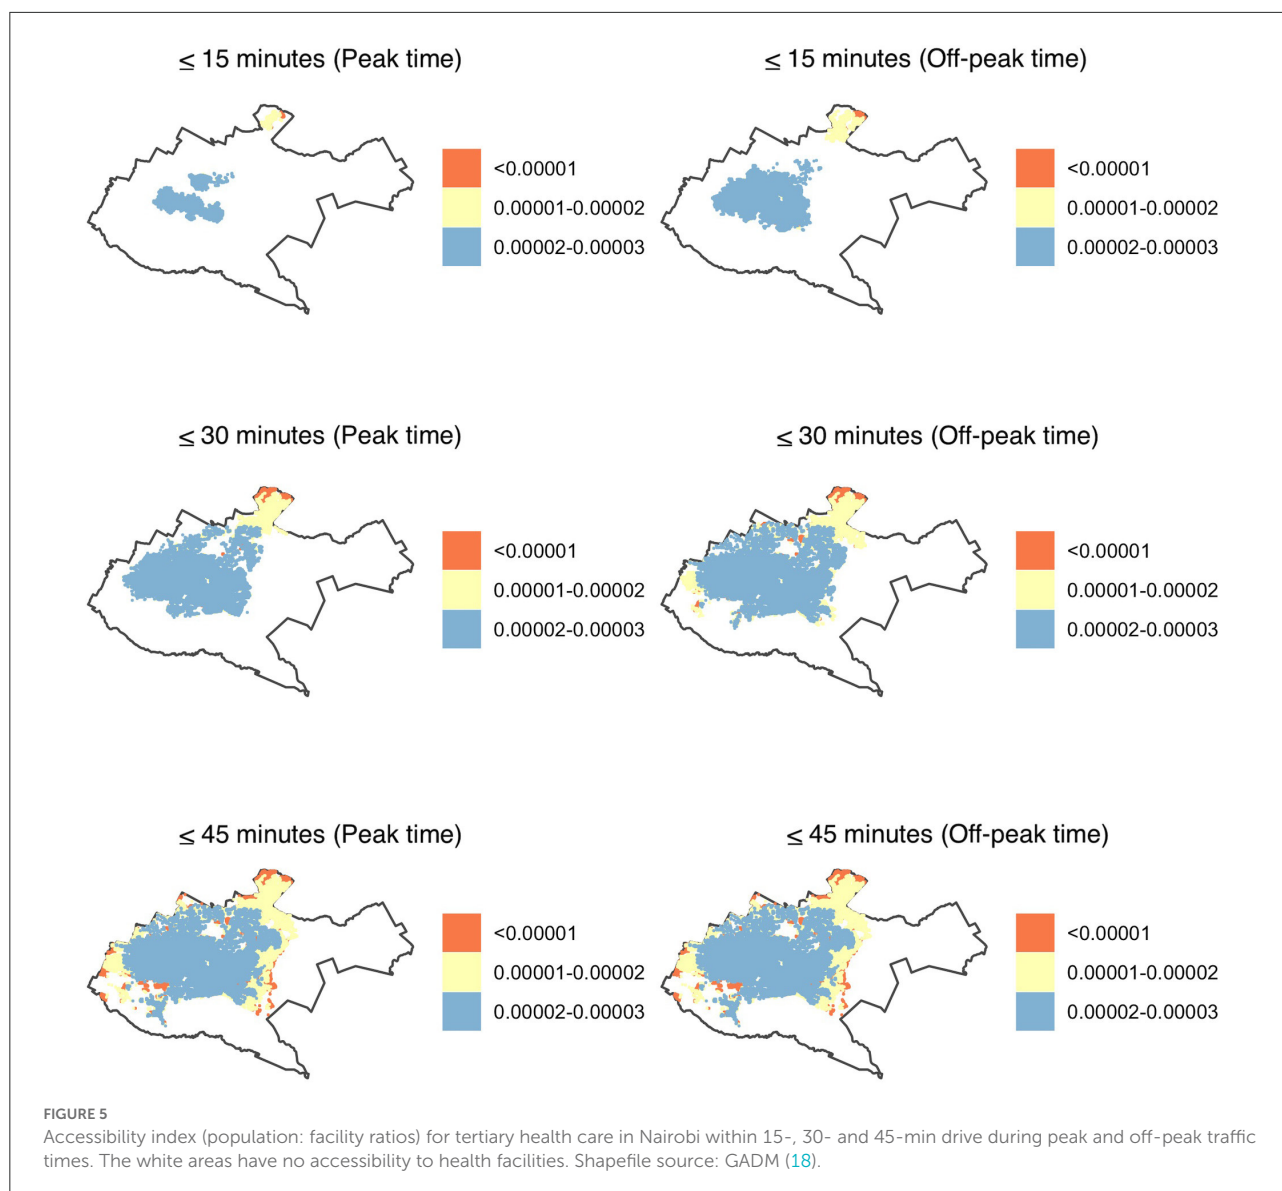 ≤ 15 minutes (Peak time)
<0.00001
0.00001-0.00002
0.00002-0.00003
≤ 15 minutes (Off-peak time)
<0.00001
0.00001-0.00002
0.00002-0.00003
≤ 30 minutes (Peak time)
<0.00001
0.00001-0.00002
0.00002-0.00003
≤ 30 minutes (Off-peak time)
<0.00001
0.00001-0.00002
0.00002-0.00003
≤ 45 minutes (Peak time)
<0.00001
0.00001-0.00002
0.00002-0.00003
≤ 45 minutes (Off-peak time)
<0.00001
0.00001-0.00002
0.00002-0.00003
FIGURE 5
Accessibility index (population: facility ratios) for tertiary health care in Nairobi within 15-, 30- and 45-min drive during peak and off-peak traffic
times. The white areas have no accessibility to health facilities. Shapefile source: GADM (18).